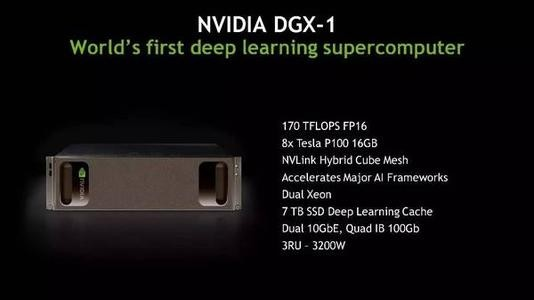 NVIDIA DGX-1
World's first deep learning supercomputer
170 TFLOPS FP16
8x Tesla P100 16GB
NVLink Hybrid Cube Mesh
Accelerates Major AI Frameworks
Dual Xeon
7 TB SSD Deep Learning Cache
Dual 10GbE, Quad IB 100Gb
3RU - 3200W
NVIDIA